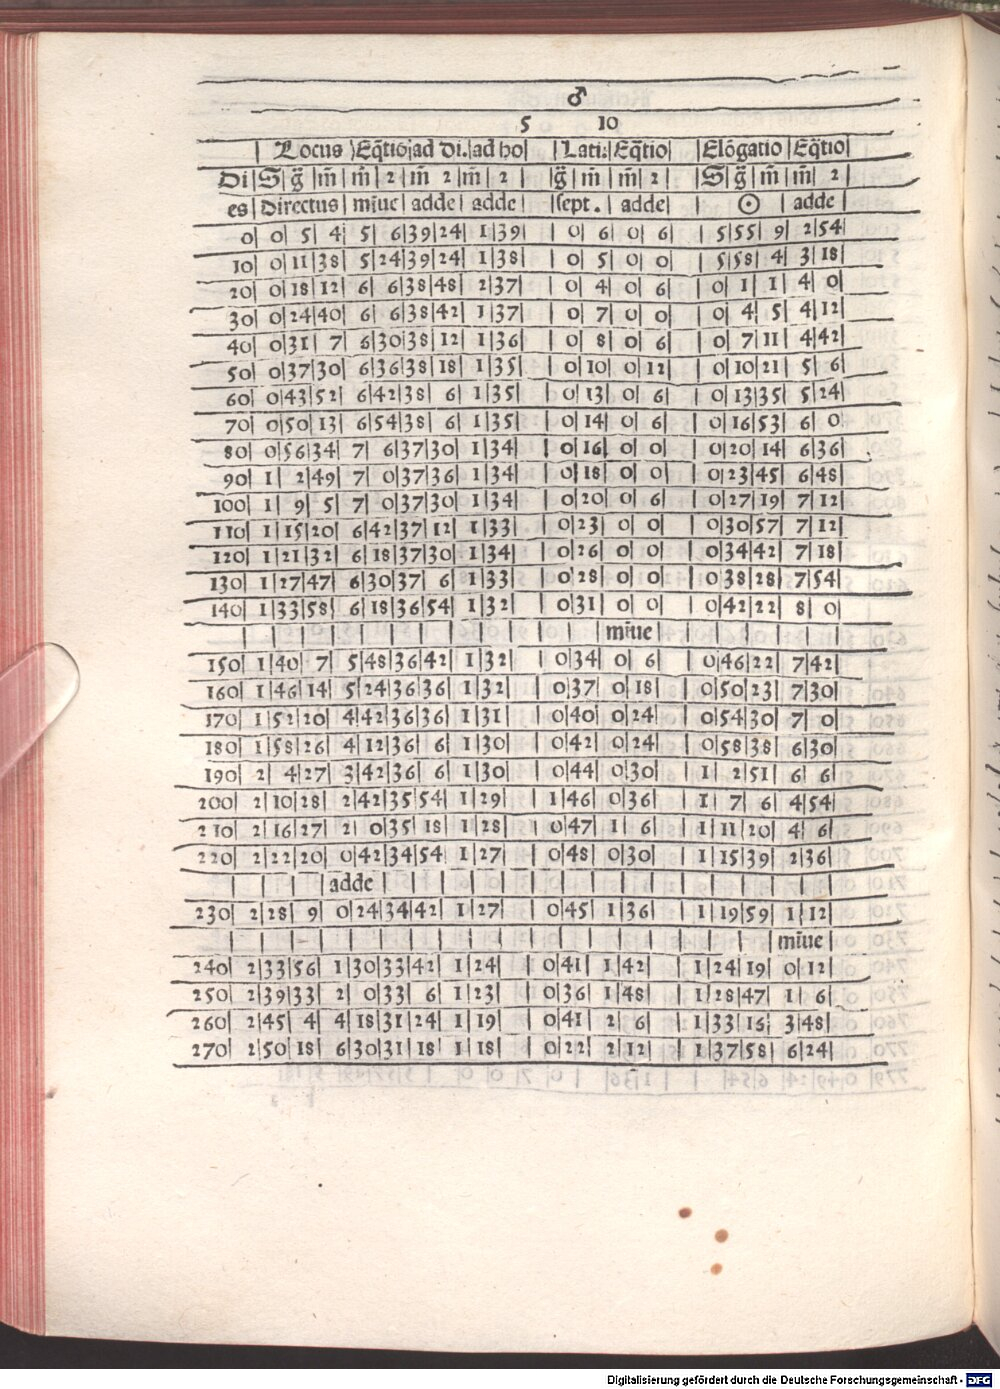 ♂
5 10
| Locus |Eq̃tio|ad Di.|ad ho| |Lati:|Eq̃tio| |Elõgatio|Eq̃tio|
Di|S|g̃|m̃|m̃|2|m̃|2|m̃|2| |g̃|m̃|m̃|2| |S|g̃|m̃|m̃|2|
es|Directus|miue|adde|adde| |sept.|adde| | ☉ |adde|
0| 0| 5| 4| 5| 6|39|24| 1|39| | 0| 6| 0| 6| | 5|55| 9| 2|54|
10| 0|11|38| 5|24|39|24| 1|38| | 0| 5| 0| 0| | 5|58| 4| 3|18|
20| 0|18|12| 6| 6|38|48| 2|37| | 0| 4| 0| 6| | 0| 1| 1| 4| 0|
30| 0|24|40| 6| 6|38|42| 1|37| | 0| 7| 0| 0| | 0| 4| 5| 4|12|
40| 0|31| 7| 6|30|38|12| 1|36| | 0| 8| 0| 6| | 0| 7|11| 4|42|
50| 0|37|30| 6|36|38|18| 1|35| | 0|10| 0|12| | 0|10|21| 5| 6|
60| 0|43|52| 6|42|38| 6| 1|35| | 0|13| 0| 6| | 0|13|35| 5|24|
70| 0|50|13| 6|54|38| 6| 1|35| | 0|14| 0| 6| | 0|16|53| 6| 0|
80| 0|56|34| 7| 6|37|30| 1|34| | 0|16| 0| 0| | 0|20|14| 6|36|
90| 1| 2|49| 7| 0|37|36| 1|34| | 0|18| 0| 0| | 0|23|45| 6|48|
100| 1| 9| 5| 7| 0|37|30| 1|34| | 0|20| 0| 6| | 0|27|19| 7|12|
110| 1|15|20| 6|42|37|12| 1|33| | 0|23| 0| 0| | 0|30|57| 7|12|
120| 1|21|32| 6|18|37|30| 1|34| | 0|26| 0| 0| | 0|34|42| 7|18|
130| 1|27|47| 6|30|37| 6| 1|33| | 0|28| 0| 0| | 0|38|28| 7|54|
140| 1|33|58| 6|18|36|54| 1|32| | 0|31| 0| 0| | 0|42|22| 8| 0|
miue
150| 1|40| 7| 5|48|36|42| 1|32| | 0|34| 0| 6| | 0|46|22| 7|42|
160| 1|46|14| 5|24|36|36| 1|32| | 0|37| 0|18| | 0|50|23| 7|30|
170| 1|52|20| 4|42|36|36| 1|31| | 0|40| 0|24| | 0|54|30| 7| 0|
180| 1|58|26| 4|12|36| 6| 1|30| | 0|42| 0|24| | 0|58|38| 6|30|
190| 2| 4|27| 3|42|36| 6| 1|30| | 0|44| 0|30| | 1| 2|51| 6| 6|
200| 2|10|28| 2|42|35|54| 1|29| | 1|46| 0|36| | 1| 7| 6| 4|54|
210| 2|16|27| 2| 0|35|18| 1|28| | 0|47| 1| 6| | 1|11|20| 4| 6|
220| 2|22|20| 0|42|34|54| 1|27| | 0|48| 0|30| | 1|15|39| 2|36|
adde
230| 2|28| 9| 0|24|34|42| 1|27| | 0|45| 1|36| | 1|19|59| 1|12|
miue
240| 2|33|56| 1|30|33|42| 1|24| | 0|41| 1|42| | 1|24|19| 0|12|
250| 2|39|33| 2| 0|33| 6| 1|23| | 0|36| 1|48| | 1|28|47| 1| 6|
260| 2|45| 4| 4|18|31|24| 1|19| | 0|41| 2| 6| | 1|33|16| 3|48|
270| 2|50|18| 6|30|31|18| 1|18| | 0|22| 2|12| | 1|37|58| 6|24|
Digitalisierung gefördert durch die Deutsche Forschungsgemeinschaft - DFG